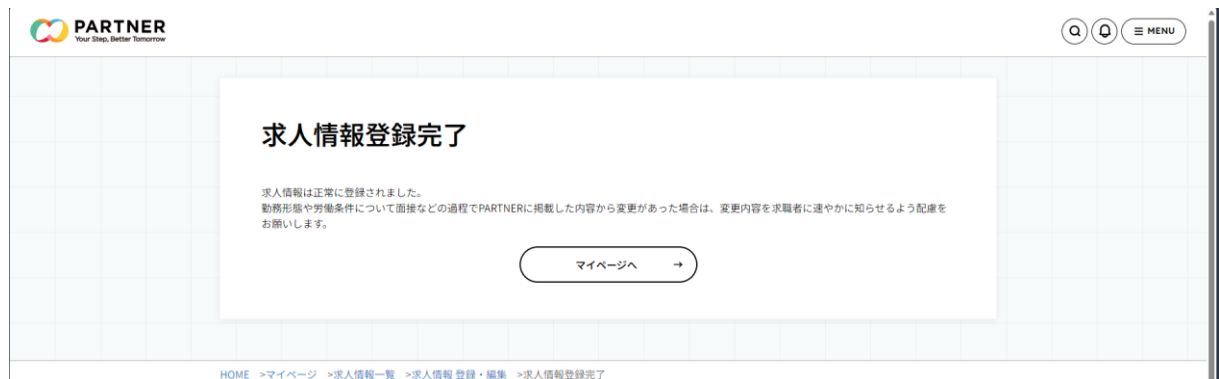 PARTNER
Your Step, Better Tomorrow
MENU
求人情報登録完了
求人情報は正常に登録されました。
勤務形態や労働条件について面接などの過程でPARTNERに掲載した内容から変更があった場合は、変更内容を求職者に速やかに知らせるよう配慮を
お願いします。
マイページへ →
HOME >マイページ >求人情報一覧 >求人情報 登録・編集 >求人情報登録完了